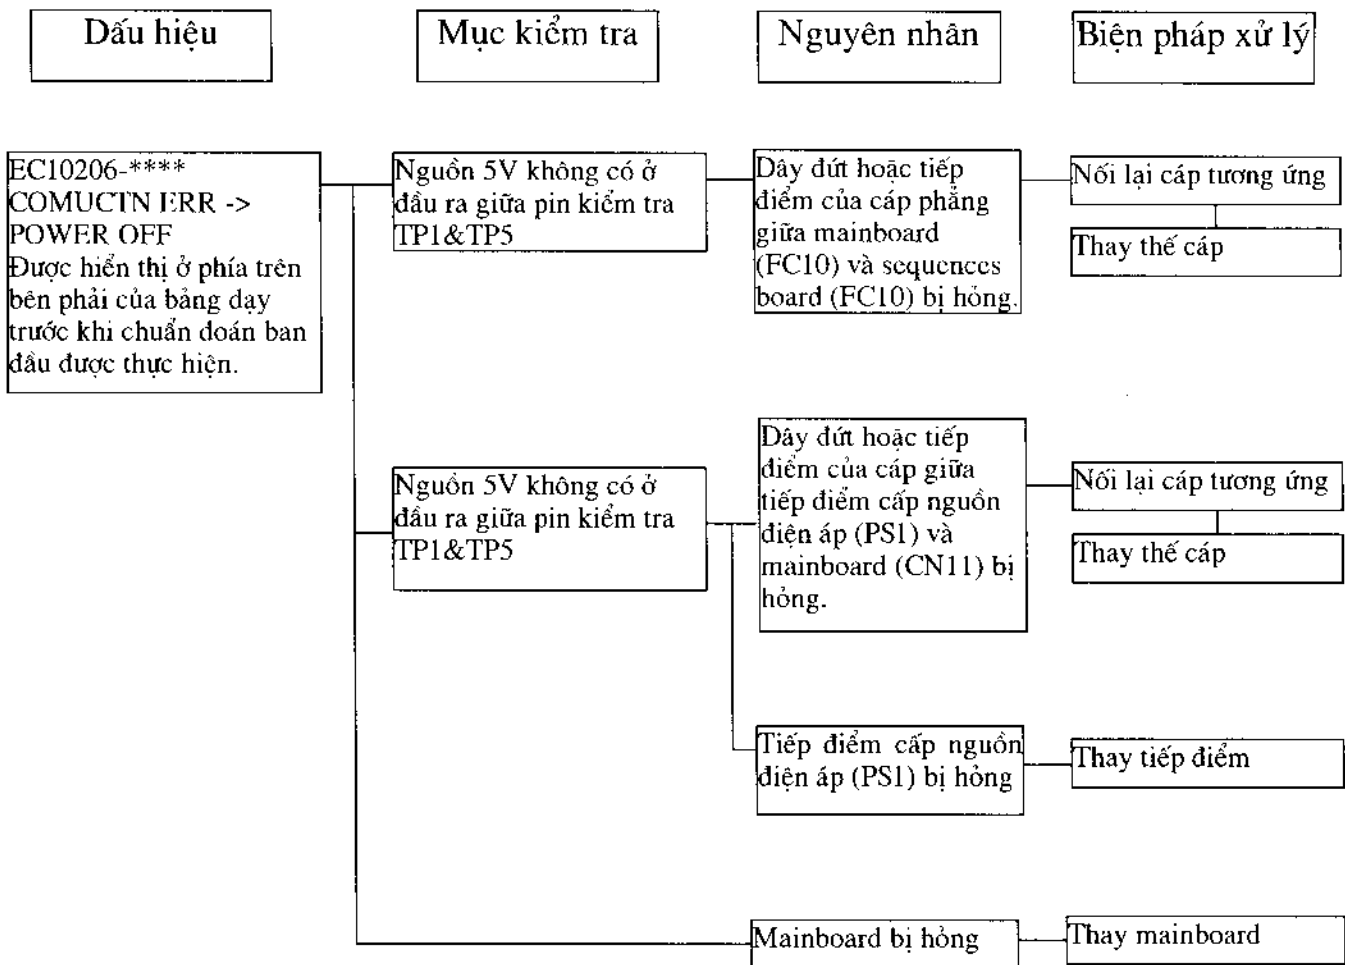 Dấu hiệu
Mục kiểm tra
Nguyên nhân
Biện pháp xử lý
EC10206-****
COMUCTN ERR ->
POWER OFF
Được hiển thị ở phía trên
bên phải của bảng dạy
trước khi chuẩn đoán ban
đầu được thực hiện.
Nguồn 5V không có ở
đầu ra giữa pin kiểm tra
TP1&TP5
Dây đứt hoặc tiếp
điểm của cáp phẳng
giữa mainboard
(FC10) và sequences
board (FC10) bị hỏng.
Nối lại cáp tương ứng
Thay thế cáp
Nguồn 5V không có ở
đầu ra giữa pin kiểm tra
TP1&TP5
Dây đứt hoặc tiếp
điểm của cáp giữa
tiếp điểm cấp nguồn
điện áp (PS1) và
mainboard (CN11) bị
hỏng.
Nối lại cáp tương ứng
Thay thế cáp
Tiếp điểm cấp nguồn
điện áp (PS1) bị hỏng
Thay tiếp điểm
Mainboard bị hỏng
Thay mainboard